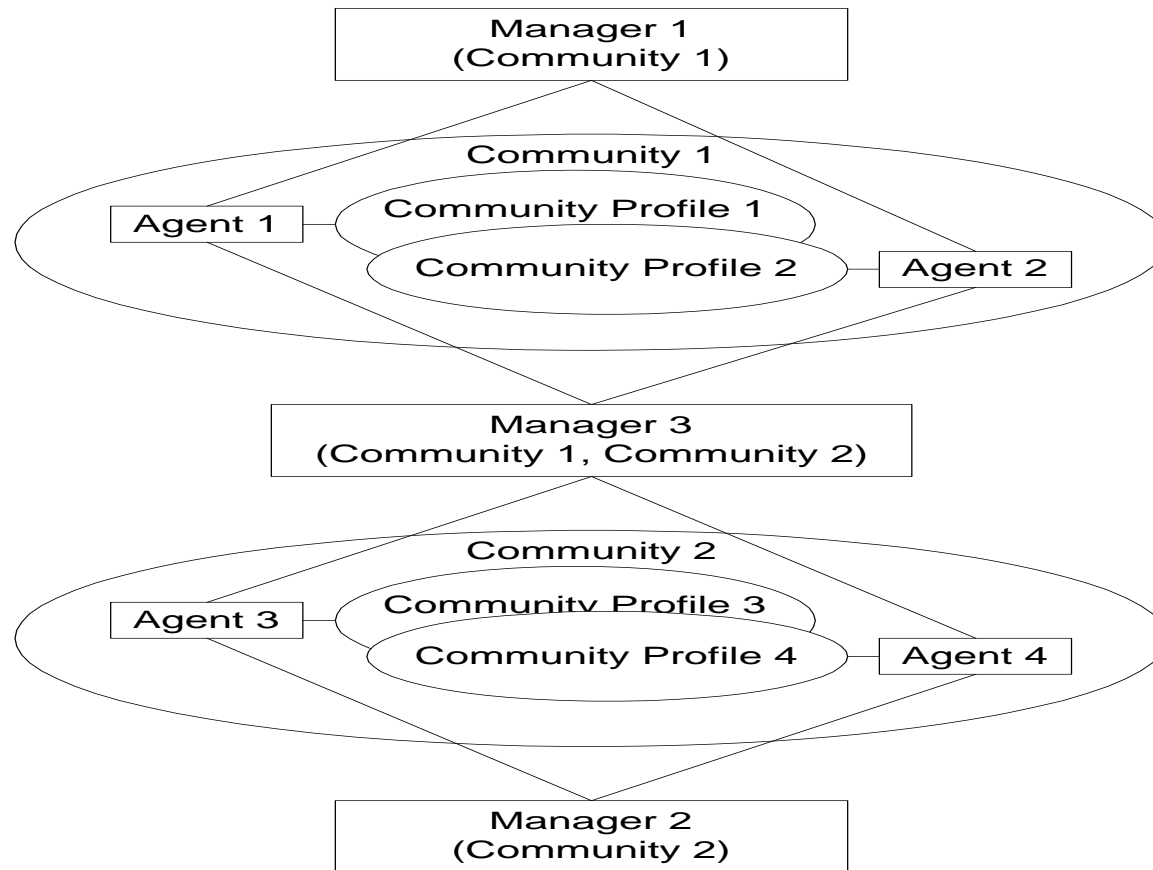 Manager 1
(Community 1)
Community 1
Community Profile 1
Agent 1
Community Profile 2
Agent 2
Manager 3
(Community 1, Community 2)
Community 2
Community Profile 3
Agent 3
Community Profile 4
Agent 4
Manager 2
(Community 2)